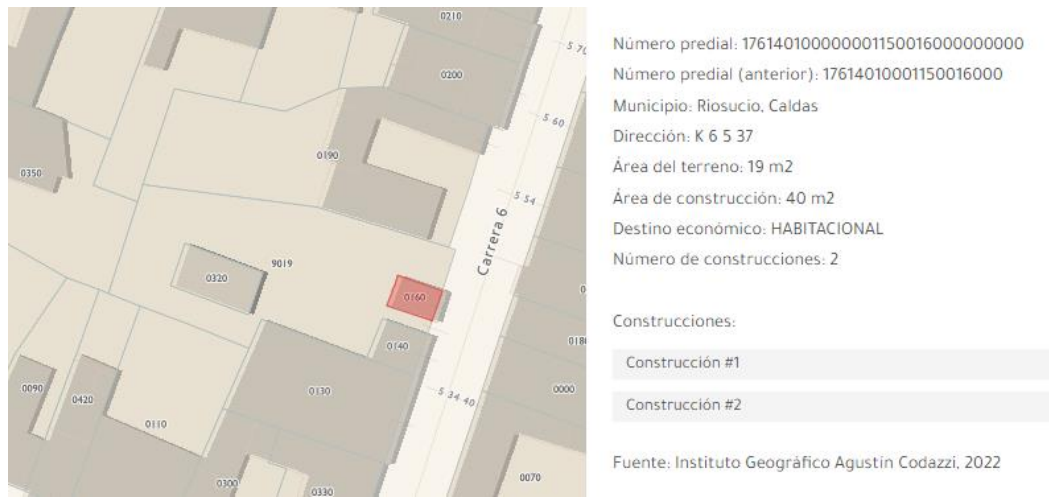 0210
S 70
0200
S 60
0190
0350
S 54
Carrera 6
9019
0320
0160
0180
0140
0090
0420
0130
S 34 40
0000
0110
0300
0330
0070
Número predial: 176140100000001150016000000000
Número predial (anterior): 17614010001150016000
Municipio: Riosucio, Caldas
Dirección: K 6 5 37
Área del terreno: 19 m2
Área de construcción: 40 m2
Destino económico: HABITACIONAL
Número de construcciones: 2
Construcciones:
Construcción #1
Construcción #2
Fuente: Instituto Geográfico Agustín Codazzi, 2022